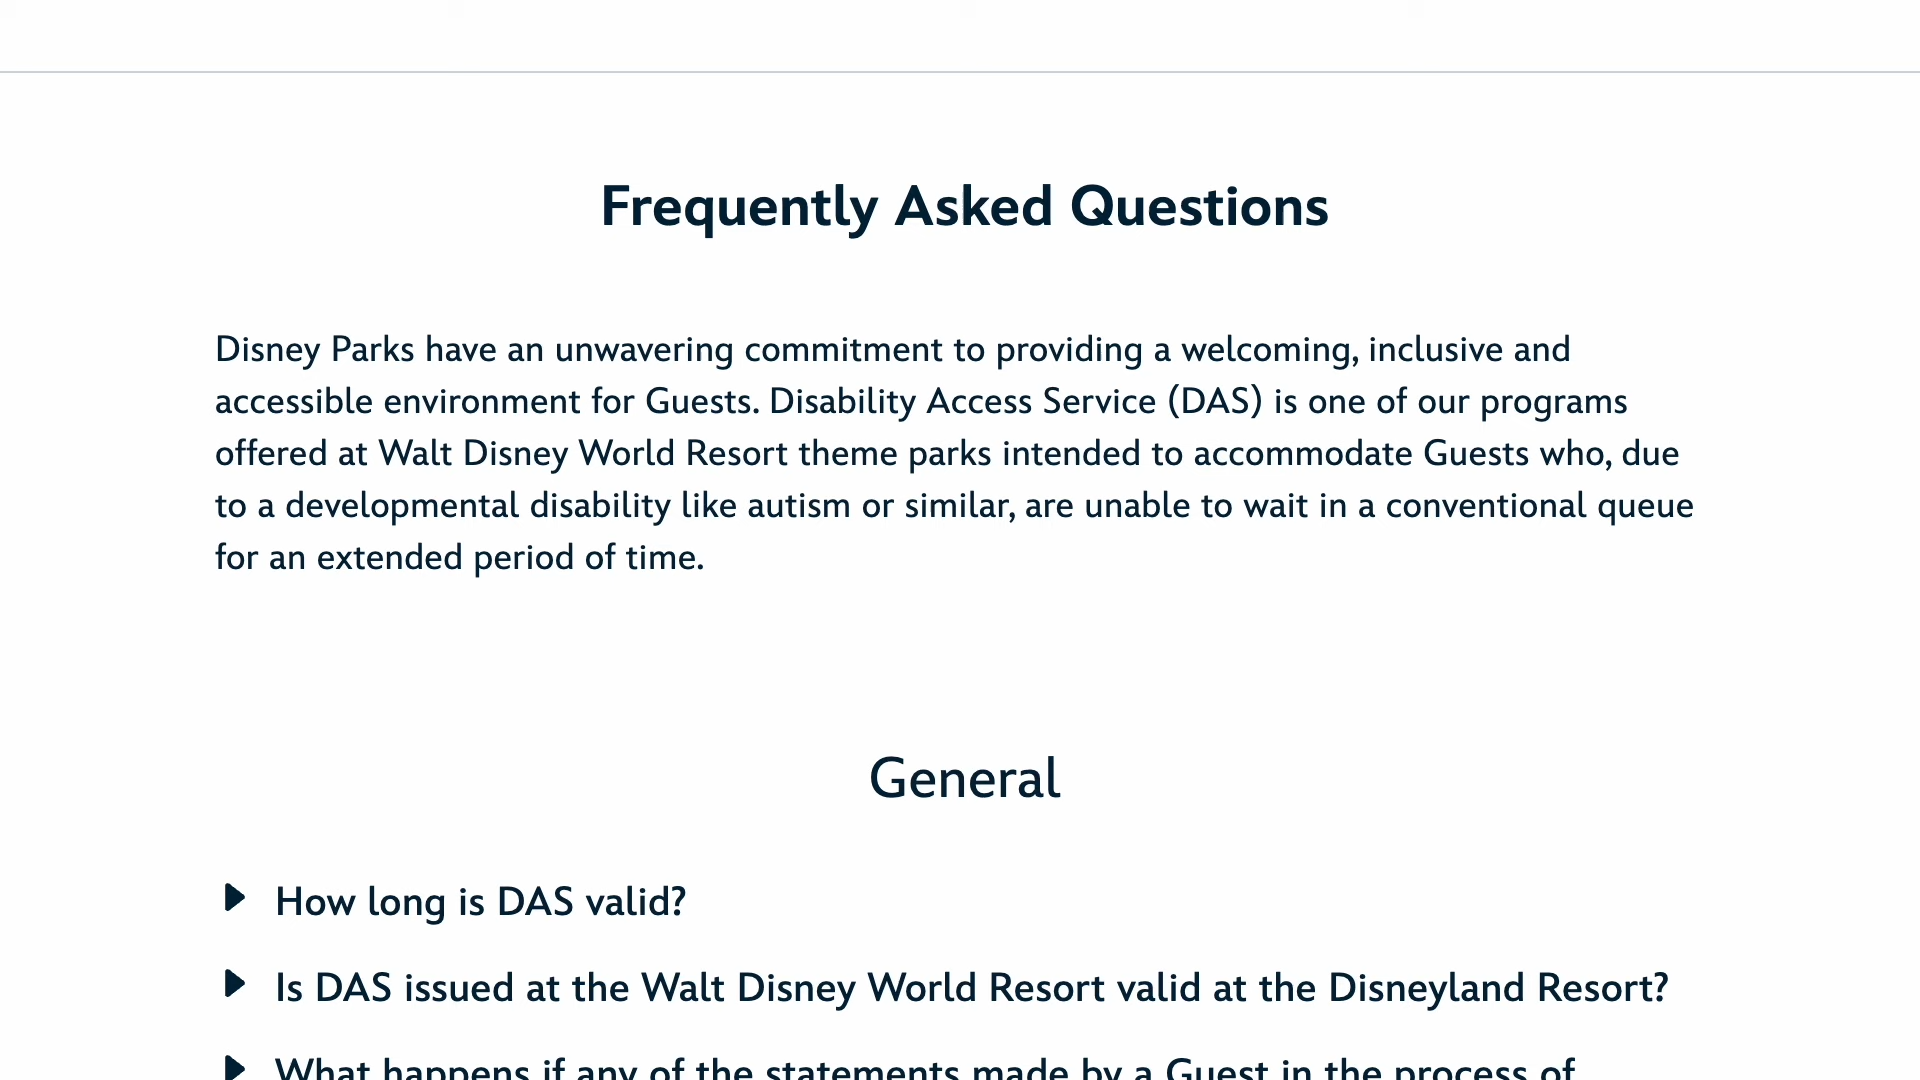 Frequently Asked Questions
Disney Parks have an unwavering commitment to providing a welcoming, inclusive and
accessible environment for Guests. Disability Access Service (DAS) is one of our programs
offered at Walt Disney World Resort theme parks intended to accommodate Guests who, due
to a developmental disability like autism or similar, are unable to wait in a conventional queue
for an extended period of time.
General
How long is DAS valid?
Is DAS issued at the Walt Disney World Resort valid at the Disneyland Resort?
What happens if any of the statements made by a Guest in the process of